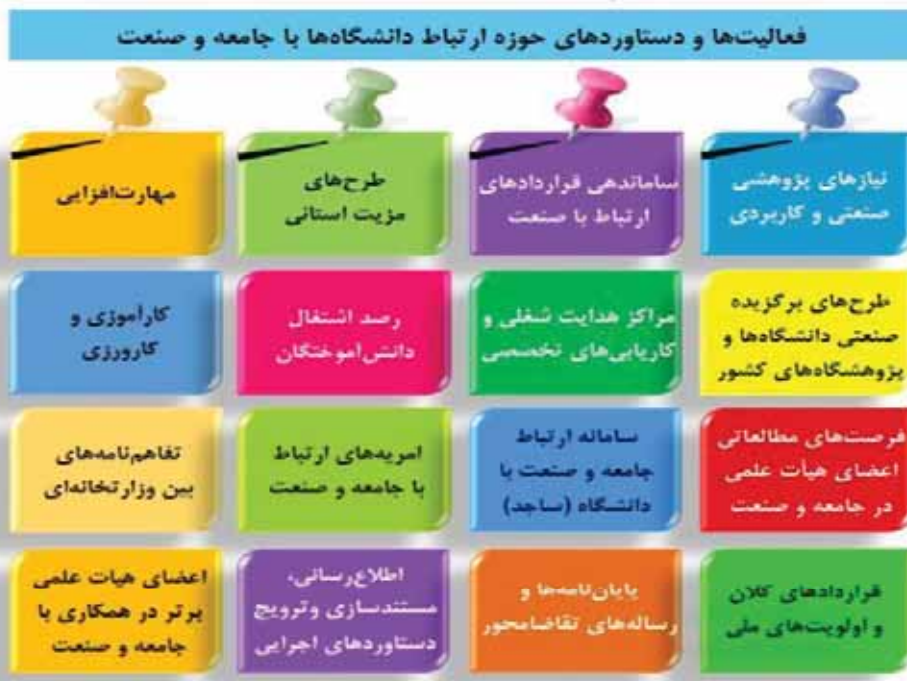 فعالیت‌ها و دستاوردهای حوزه ارتباط دانشگاه‌ها با جامعه و صنعت
نیازهای پژوهشی
صنعتی و کاربردی
ساماندهی قراردادهای
ارتباط با صنعت
طرح‌های
مزیت استانی
مهارت‌افزایی
طرح‌های برگزیده
صنعتی دانشگاه‌ها و
پژوهشگاه‌های کشور
مراکز هدایت شغلی و
کاریابی‌های تخصصی
رصد اشتغال
دانش‌آموختگان
کارآموزی و
کارورزی
فرصت‌های مطالعاتی
اعضای هیأت علمی
در جامعه و صنعت
سامانه ارتباط
جامعه و صنعت با
دانشگاه (ساجد)
امریه‌های ارتباط
با جامعه و صنعت
تفاهم‌نامه‌های
بین وزارتخانه‌ای
قراردادهای کلان
و اولویت‌های ملی
پایان‌نامه‌ها و
رساله‌های تقاضامحور
اطلاع‌رسانی،
مستندسازی وترویج
دستاوردهای اجرایی
اعضای هیات علمی
برتر در همکاری با
جامعه و صنعت